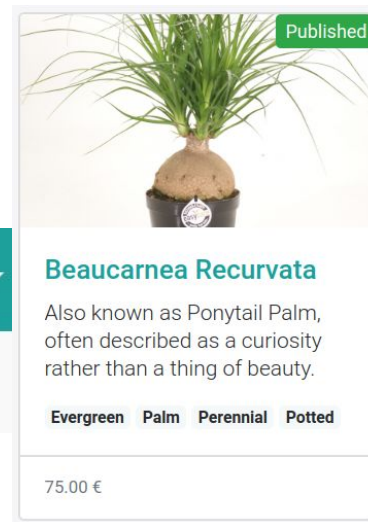 Published
Beaucarnea Recurvata
Also known as Ponytail Palm,
often described as a curiosity
rather than a thing of beauty.
Evergreen Palm Perennial Potted
75.00 €